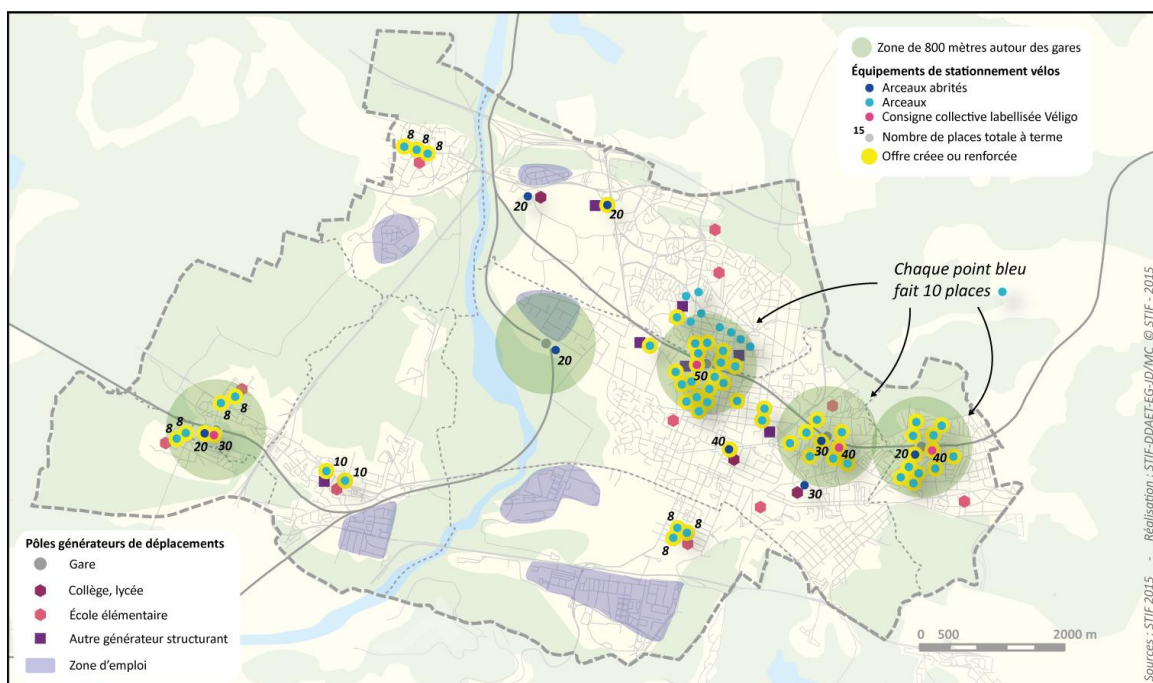 Zone de 800 mètres autour des gares
Équipements de stationnement vélos
Arceaux abrités
Arceaux
Consigne collective labellisée Véligo
15
Nombre de places totale à terme
Offre créee ou renforcée
8
8
8
20
20
Chaque point bleu
fait 10 places
20
50
8
8
8
20
30
10
10
40
30
40
20
40
30
8
8
8
Pôles générateurs de déplacements
Gare
Collège, lycée
École élémentaire
Autre générateur structurant
Zone d'emploi
0 500 2000 m
Sources : STIF 2015 - Réalisation : STIF-DDAET-EG-JD/MC © STIF - 2015